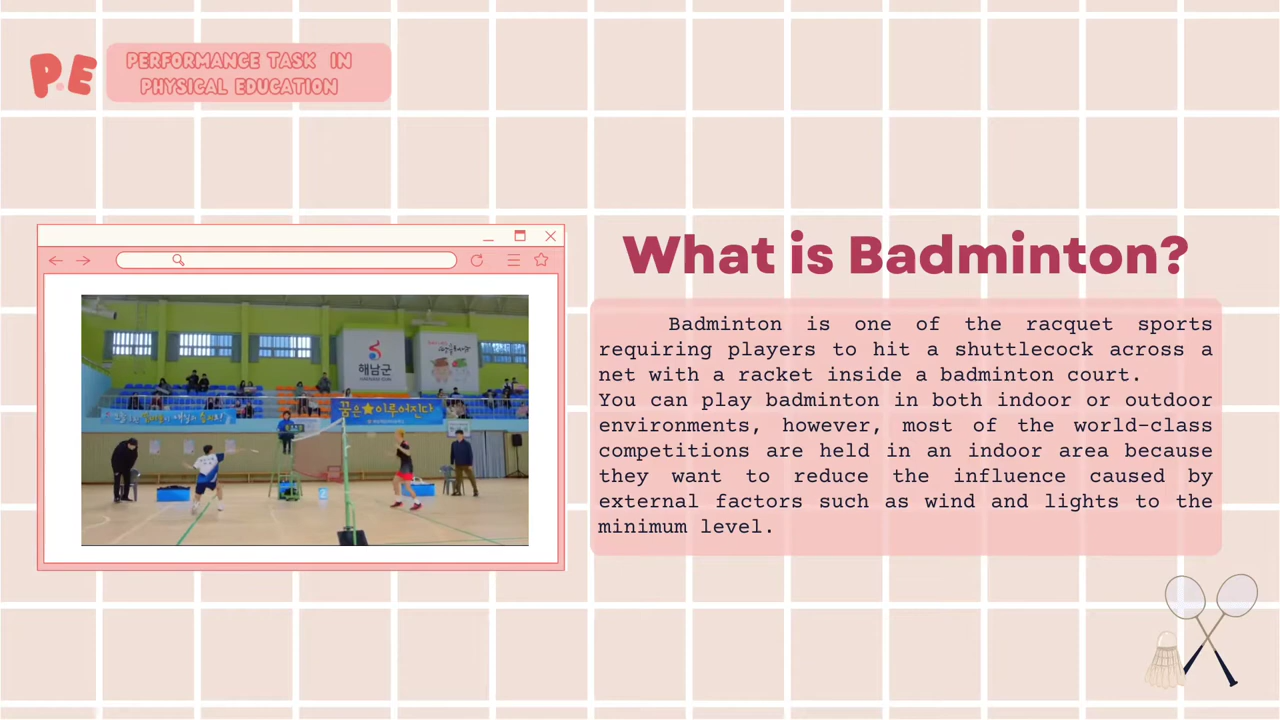 P.E
PERFORMANCE TASK IN
PHYSICAL EDUCATION
What is Badminton?
해남군
꿈은★이루어진다
Badminton is one of the racquet sports
requiring players to hit a shuttlecock across a
net with a racket inside a badminton court.
You can play badminton in both indoor or outdoor
environments, however, most of the world-class
competitions are held in an indoor area because
they want to reduce the influence caused by
external factors such as wind and lights to the
minimum level.